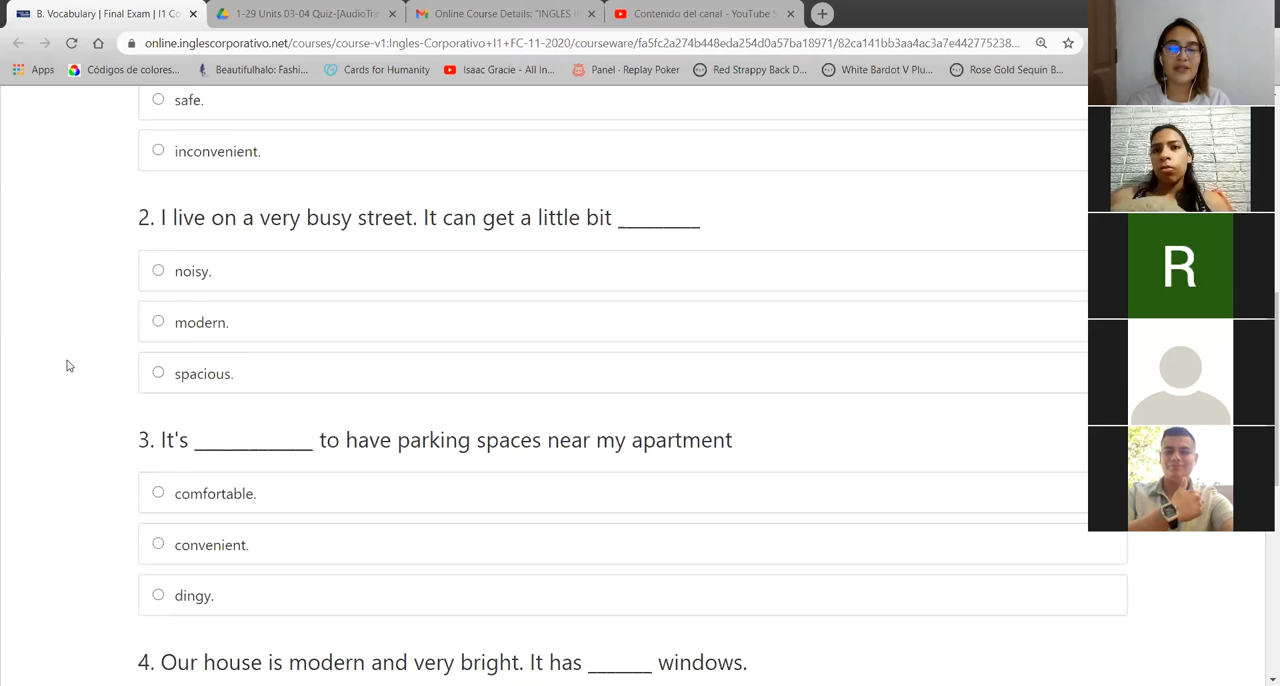 B. Vocabulary | Final Exam | I1 Co
1-29 Units 03-04 Quiz-[AudioTra
Online Course Details: "INGLES I
Contenido del canal - YouTube S
online.inglescorporativo.net/courses/course-v1:Ingles-Corporativo+I1+FC-11-2020/courseware/fa5fc2a274b448eda254d0a57ba18971/82ca141bb3aa4ac3a7e442775238...
Apps
Códigos de colores...
Beautifulhalo: Fashi...
Cards for Humanity
Isaac Gracie - All In...
Panel · Replay Poker
Red Strappy Back D...
White Bardot V Plu...
Rose Gold Sequin B...
safe.
inconvenient.
2. I live on a very busy street. It can get a little bit _________
noisy.
modern.
spacious.
3. It's _____________ to have parking spaces near my apartment
comfortable.
convenient.
dingy.
4. Our house is modern and very bright. It has _______ windows.
R